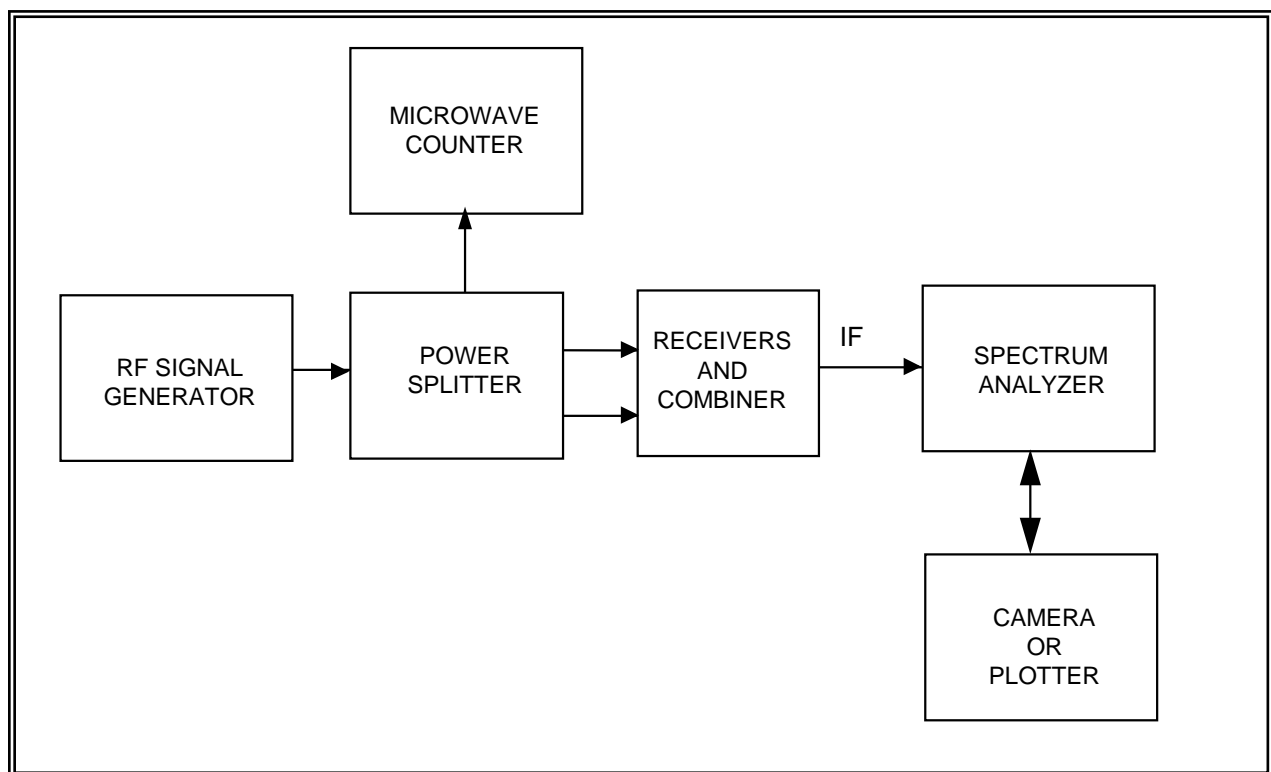 MICROWAVE
COUNTER
RF SIGNAL
GENERATOR
POWER
SPLITTER
RECEIVERS
AND
COMBINER
IF
SPECTRUM
ANALYZER
CAMERA
OR
PLOTTER